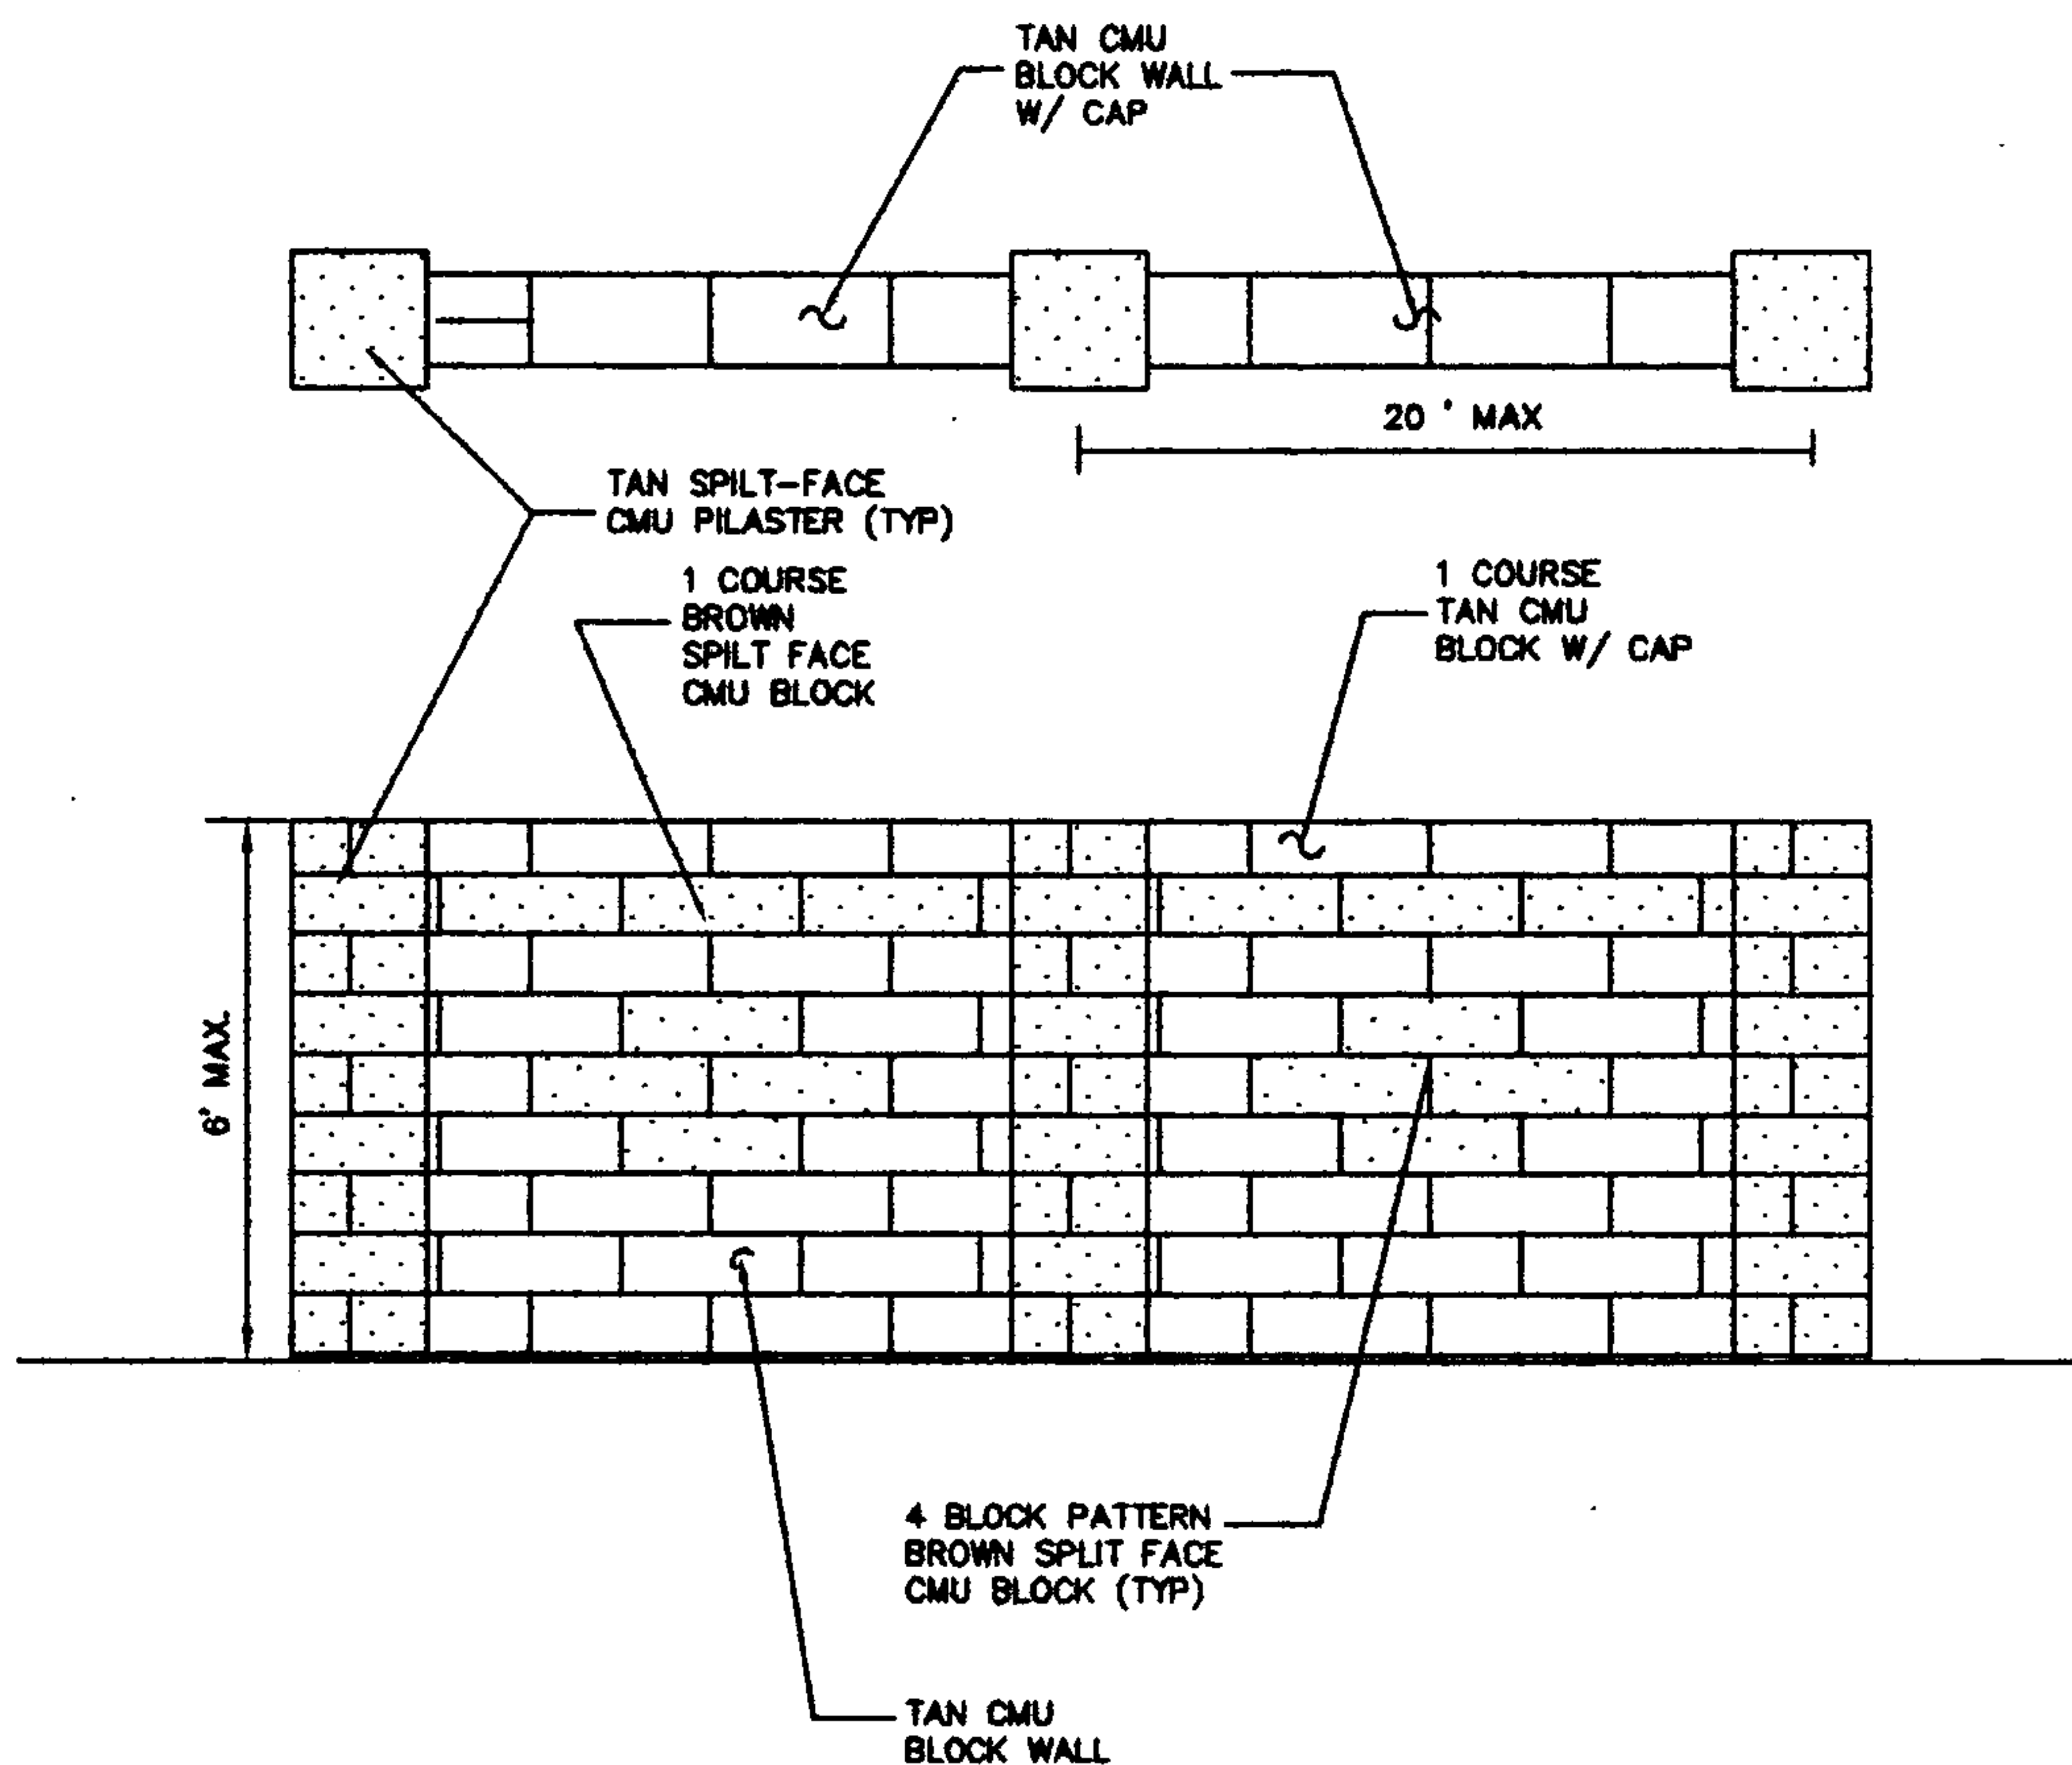 TAN CMU
BLOCK WALL
W/ CAP
20 ' MAX
TAN SPILT-FACE
CMU PILASTER (TYP)
1 COURSE
BROWN
SPILT FACE
CMU BLOCK
1 COURSE
TAN CMU
BLOCK W/ CAP
6' MAX.
4 BLOCK PATTERN
BROWN SPLIT FACE
CMU BLOCK (TYP)
TAN CMU
BLOCK WALL